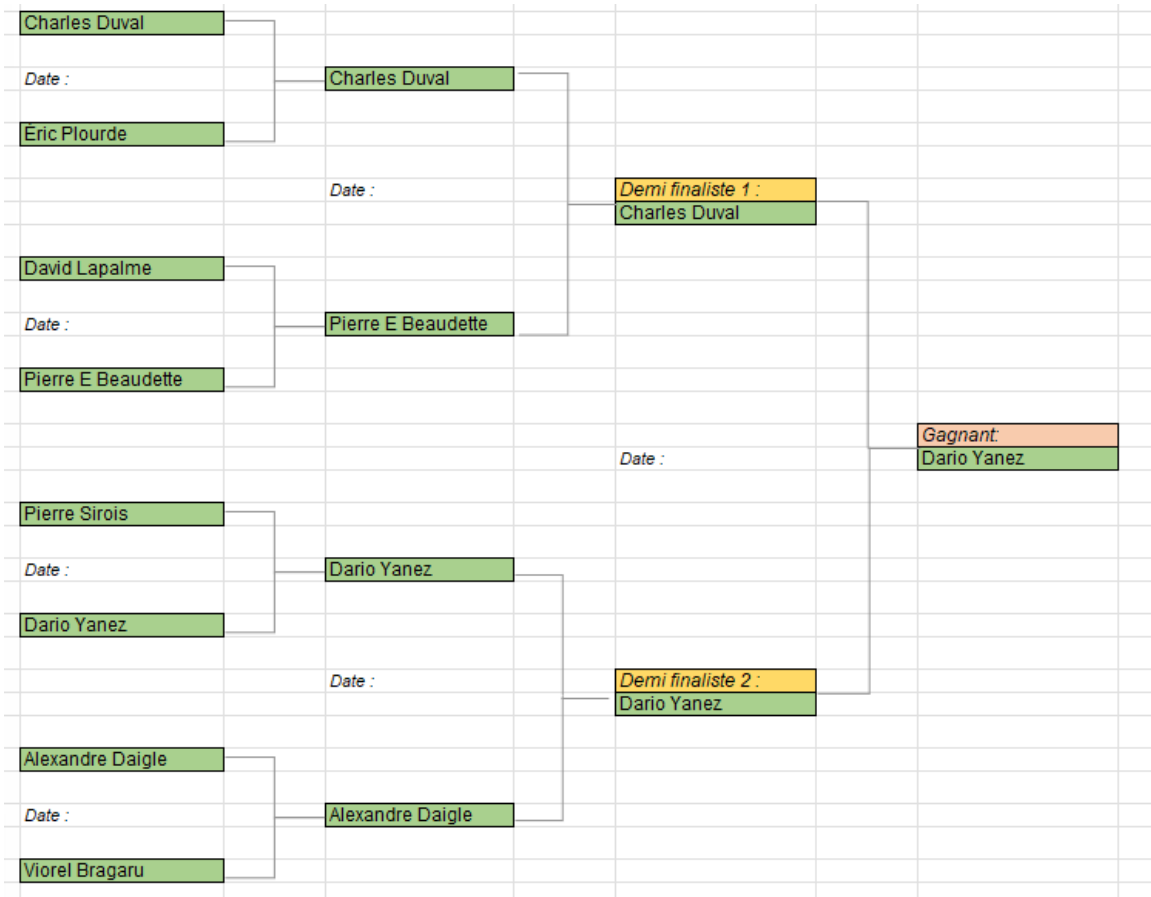 Charles Duval
Date :
Charles Duval
Éric Plourde
Date :
Demi finaliste 1 :
Charles Duval
David Lapalme
Date :
Pierre E Beaudette
Pierre E Beaudette
Gagnant:
Date :
Dario Yanez
Pierre Sirois
Date :
Dario Yanez
Dario Yanez
Date :
Demi finaliste 2 :
Dario Yanez
Alexandre Daigle
Date :
Alexandre Daigle
Viorel Bragaru